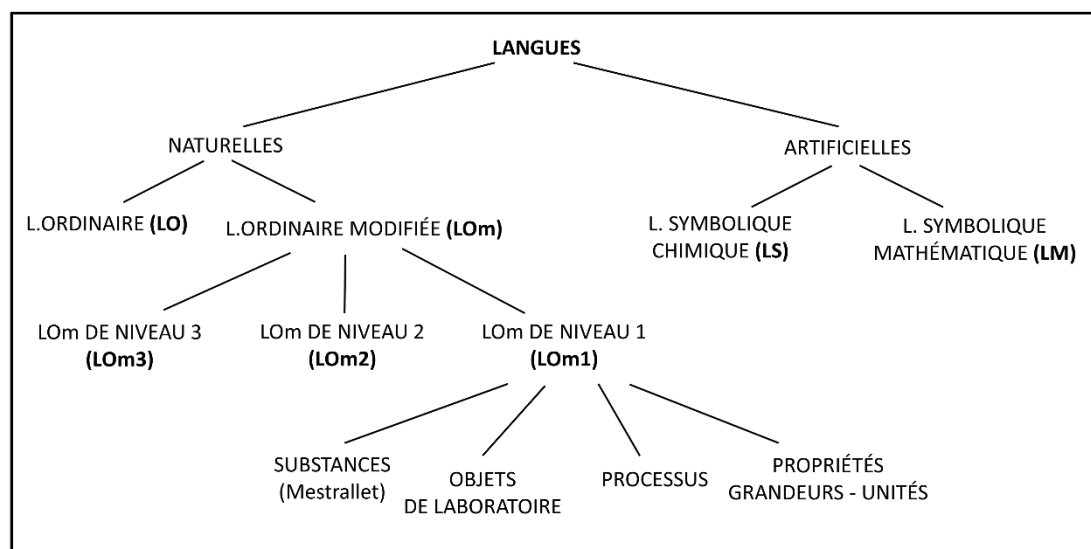 LANGUES
NATURELLES
ARTIFICIELLES
L.ORDINAIRE (LO)
L.ORDINAIRE MODIFIÉE (LOm)
L. SYMBOLIQUE
CHIMIQUE (LS)
L. SYMBOLIQUE
MATHÉMATIQUE (LM)
LOm DE NIVEAU 3
(LOm3)
LOm DE NIVEAU 2
(LOm2)
LOm DE NIVEAU 1
(LOm1)
SUBSTANCES
(Mestrallet)
OBJETS
DE LABORATOIRE
PROCESSUS
PROPRIÉTÉS
GRANDEURS - UNITÉS